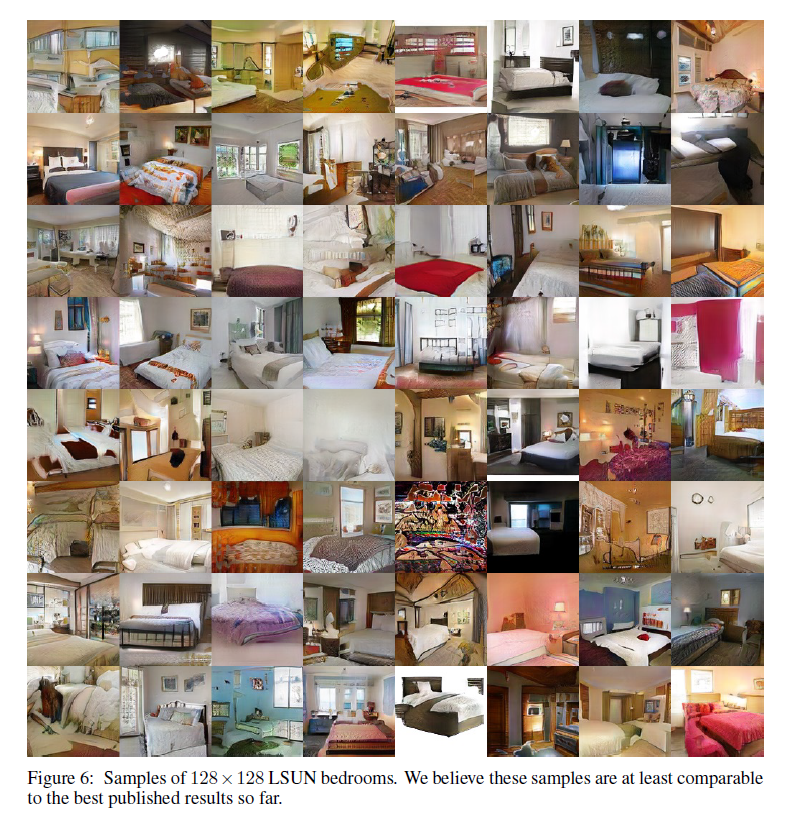 Figure 6: Samples of 128 × 128 LSUN bedrooms. We believe these samples are at least comparable
to the best published results so far.